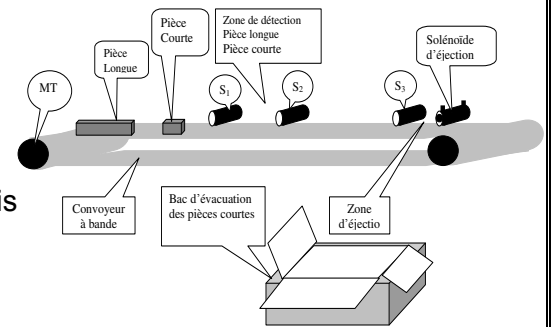 Pièce
Longue
Pièce
Courte
Zone de détection
Pièce longue
Pièce courte
Solénoïde
d'éjection
MT
S1
S2
S3
is
Convoyeur
à bande
Bac d'évacuation
des pièces courtes
Zone
d'éjectio